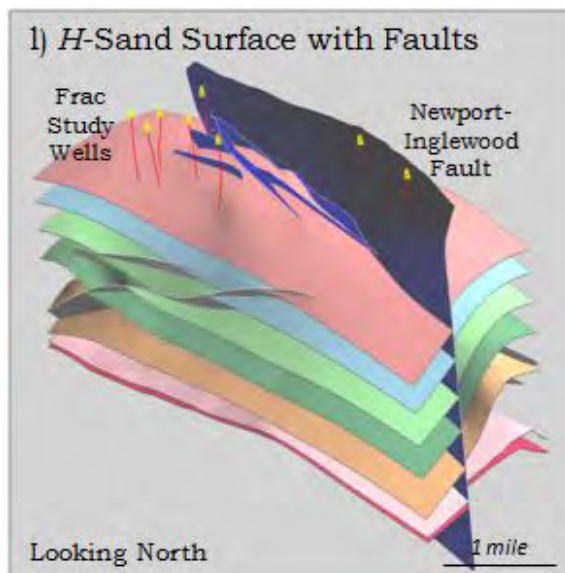 l) H-Sand Surface with Faults
Frac
Study
Wells
Newport-
Inglewood
Fault
Looking North
1 mile